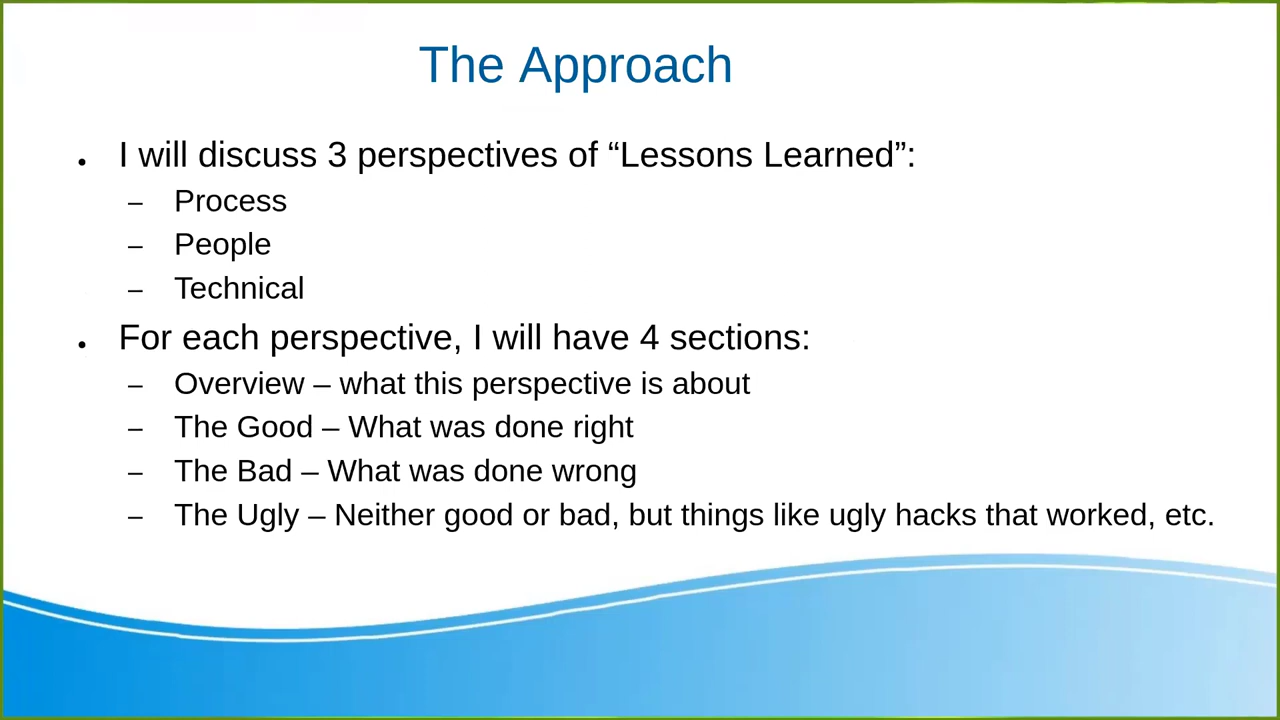 The Approach
• I will discuss 3 perspectives of “Lessons Learned”:
– Process
– People
– Technical
• For each perspective, I will have 4 sections:
– Overview – what this perspective is about
– The Good – What was done right
– The Bad – What was done wrong
– The Ugly – Neither good or bad, but things like ugly hacks that worked, etc.